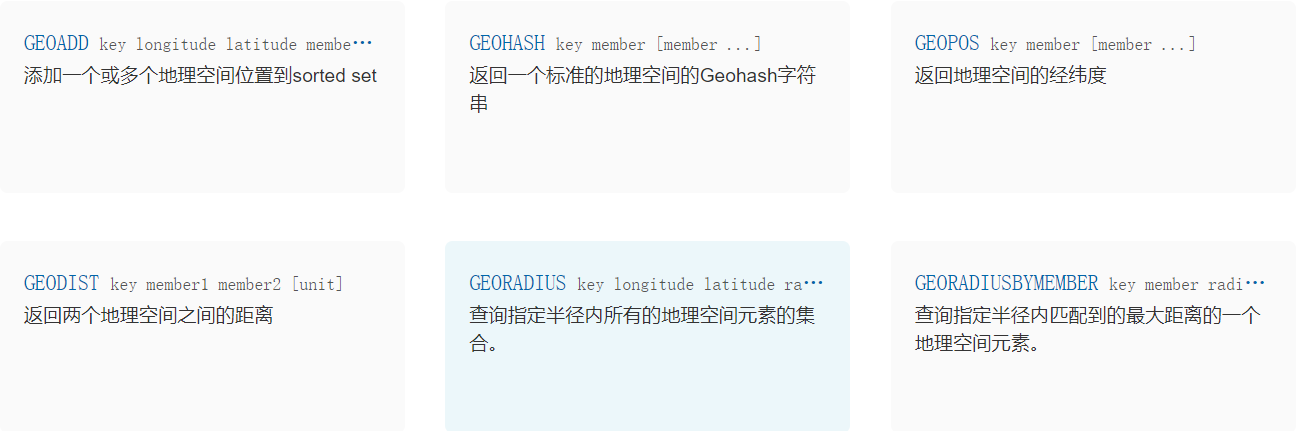 GEOADD key longitude latitude membe...
添加一个或多个地理空间位置到sorted set
GEOHASH key member [member ...]
返回一个标准的地理空间的Geohash字符
串
GEOPOS key member [member ...]
返回地理空间的经纬度
GEODIST key member1 member2 [unit]
返回两个地理空间之间的距离
GEORADIUS key longitude latitude ra...
查询指定半径内所有的地理空间元素的集
合。
GEORADIUSBYMEMBER key member radi...
查询指定半径内匹配到的最大距离的一个
地理空间元素。